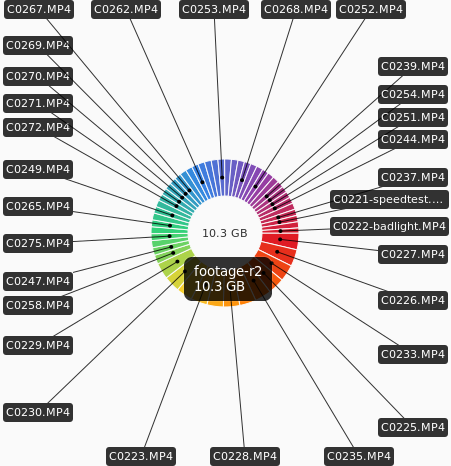 C0267.MP4
C0262.MP4
C0253.MP4
C0268.MP4
C0252.MP4
C0269.MP4
C0239.MP4
C0270.MP4
C0254.MP4
C0271.MP4
C0251.MP4
C0272.MP4
C0244.MP4
C0249.MP4
C0237.MP4
C0221-speedtest....
C0265.MP4
C0222-badlight.MP4
10.3 GB
C0275.MP4
C0227.MP4
footage-r2
10.3 GB
C0247.MP4
C0226.MP4
C0258.MP4
C0229.MP4
C0233.MP4
C0230.MP4
C0225.MP4
C0223.MP4
C0228.MP4
C0235.MP4